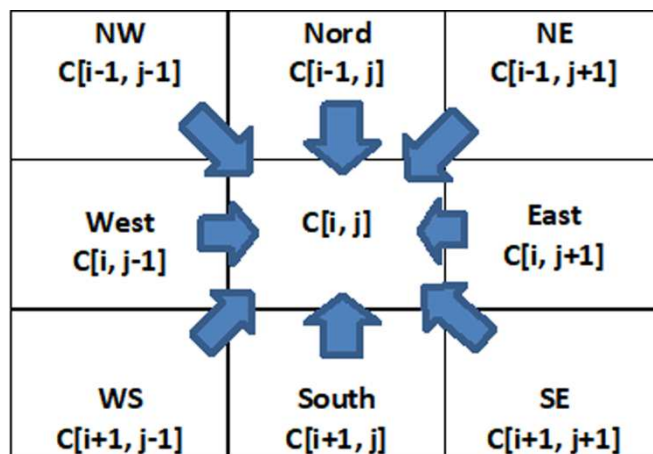 NW
C[i-1, j-1]
Nord
C[i-1, j]
NE
C[i-1, j+1]
West
C[i, j-1]
C[i, j]
East
C[i, j+1]
WS
C[i+1, j-1]
South
C[i+1, j]
SE
C[i+1, j+1]